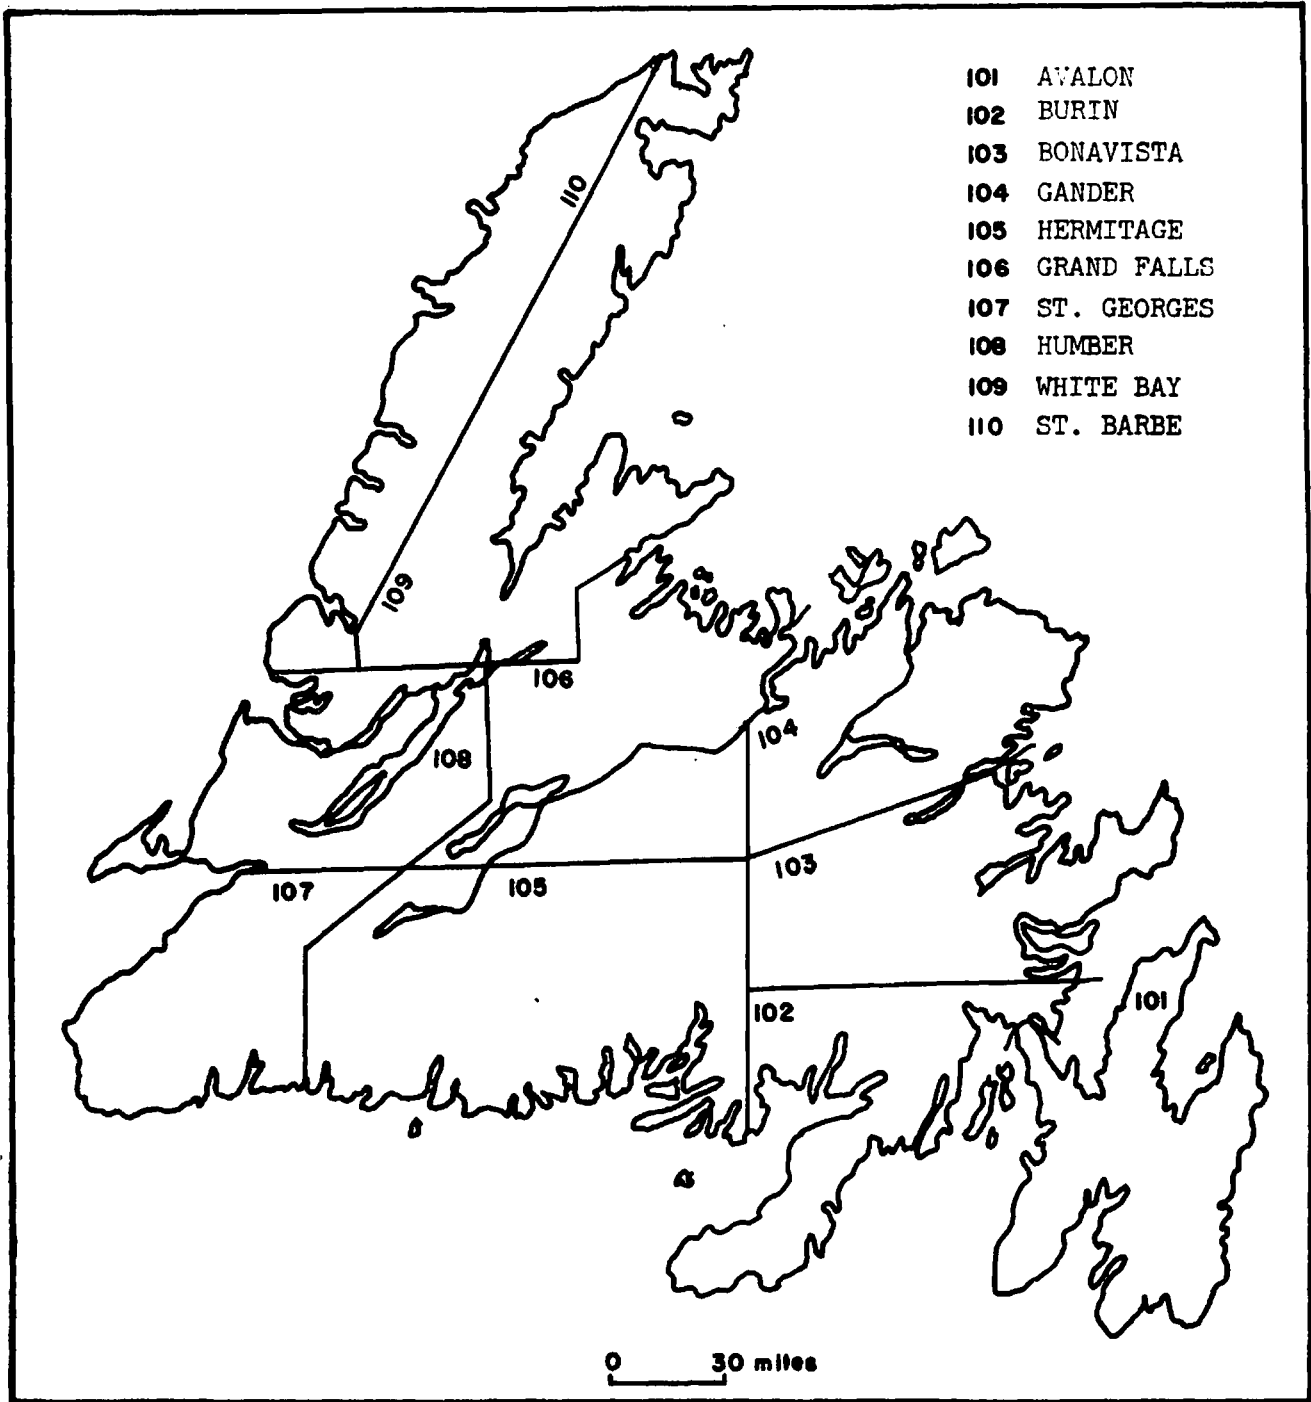 101 AVALON
102 BURIN
103 BONAVISTA
104 GANDER
105 HERMITAGE
106 GRAND FALLS
107 ST. GEORGES
108 HUMBER
109 WHITE BAY
110 ST. BARBE
110
109
106
104
108
103
107
105
102
101
0 30 miles